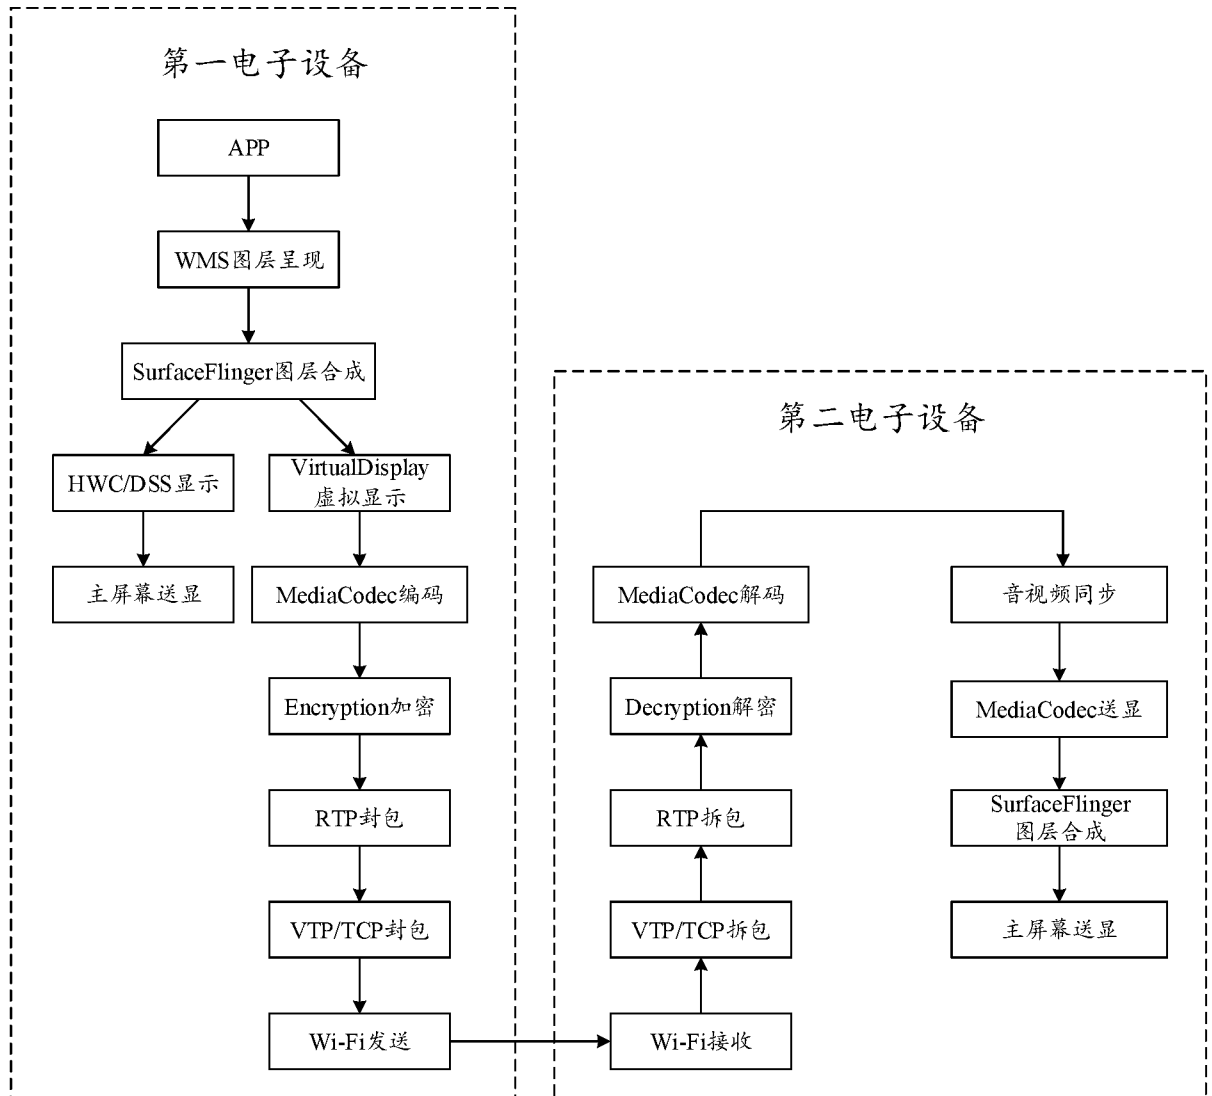 第一电子设备
APP
WMS图层呈现
SurfaceFlinger图层合成
HWC/DSS显示
主屏幕送显
VirtualDisplay
虚拟显示
MediaCodec编码
Encryption加密
RTP封包
VTP/TCP封包
Wi-Fi发送
第二电子设备
Wi-Fi接收
VTP/TCP拆包
RTP拆包
Decryption解密
MediaCodec解码
音视频同步
MediaCodec送显
SurfaceFlinger
图层合成
主屏幕送显